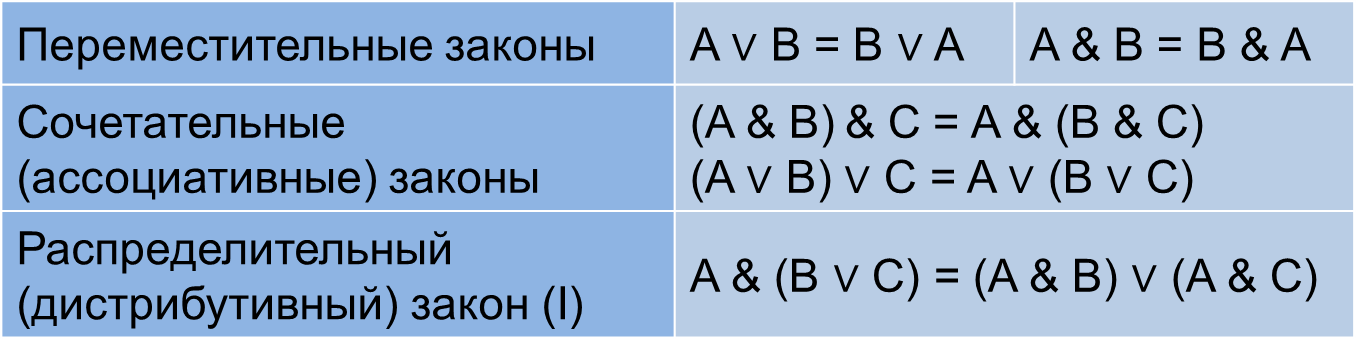 Переместительные законы
A ∨ B = B ∨ A
A & B = B & A
Сочетательные
(ассоциативные) законы
(A & B) & C = A & (B & C)
(A ∨ B) ∨ C = A ∨ (B ∨ C)
Распределительный
(дистрибутивный) закон (I)
A & (B ∨ C) = (A & B) ∨ (A & C)